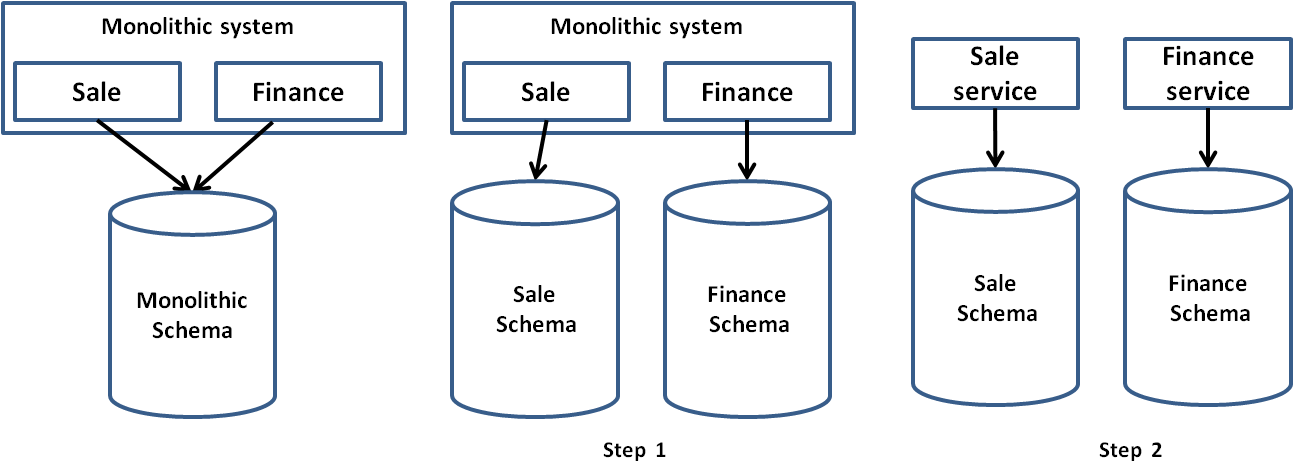 Monolithic system
Sale
Finance
Monolithic
Schema
Monolithic system
Sale
Finance
Sale
Schema
Finance
Schema
Step 1
Sale
service
Finance
service
Sale
Schema
Finance
Schema
Step 2